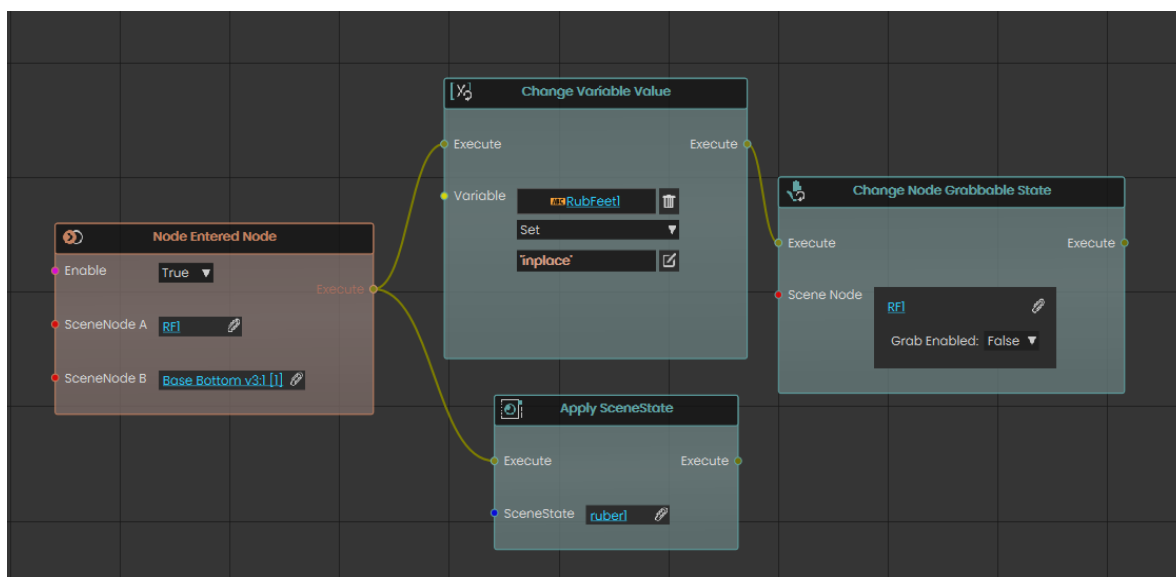 Node Entered Node
Enable
True
Execute
SceneNode A
RF1
SceneNode B
Base Bottom v3:1 [1]
Change Variable Value
Execute Execute
Variable
ABC RubFeet1
Set
"inplace"
Apply SceneState
Execute Execute
SceneState
ruber1
Change Node Grabbable State
Execute Execute
Scene Node
RF1
Grab Enabled: False